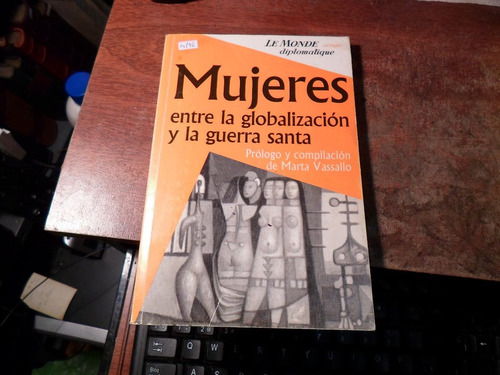 LE MONDE
diplomatique
Mujeres
entre la globalización
y la guerra santa
Prólogo y compilación
de Marta Vassallo
Q
W
A
S